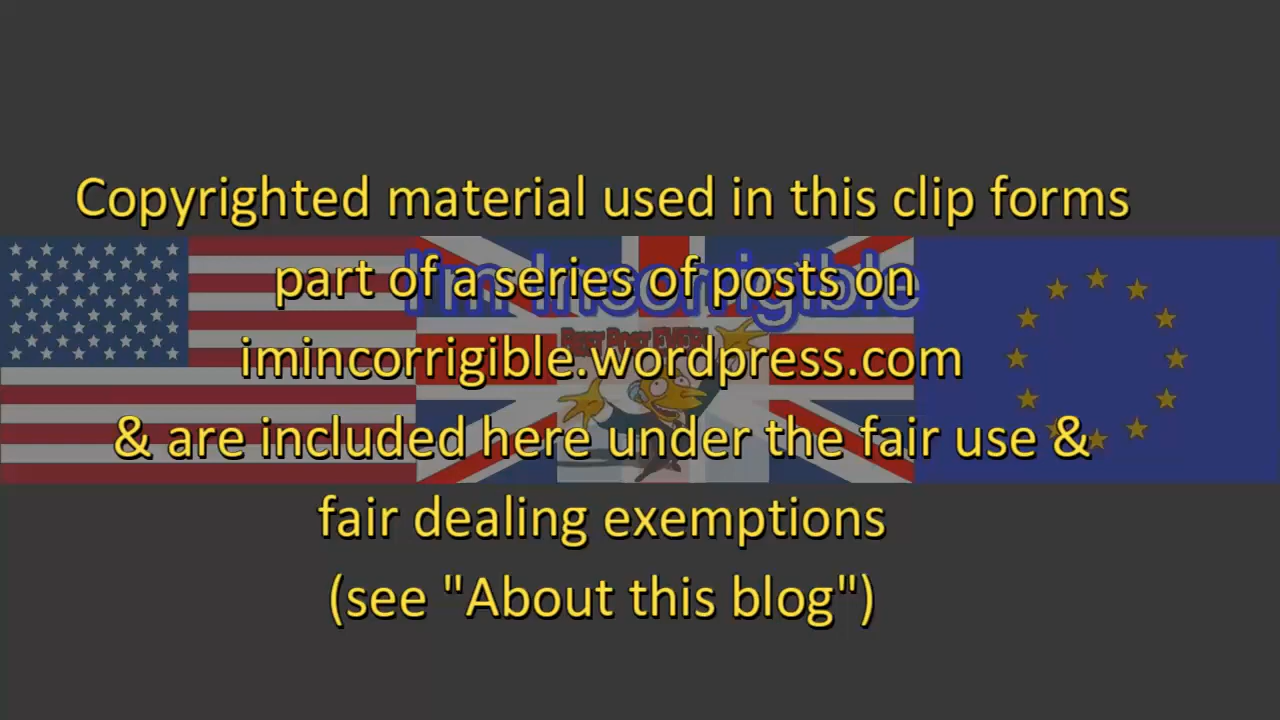 Copyrighted material used in this clip forms
part of a series of posts on
I'm Incorrigible
imincorrigible.wordpress.com
& are included here under the fair use &
fair dealing exemptions
(see "About this blog")